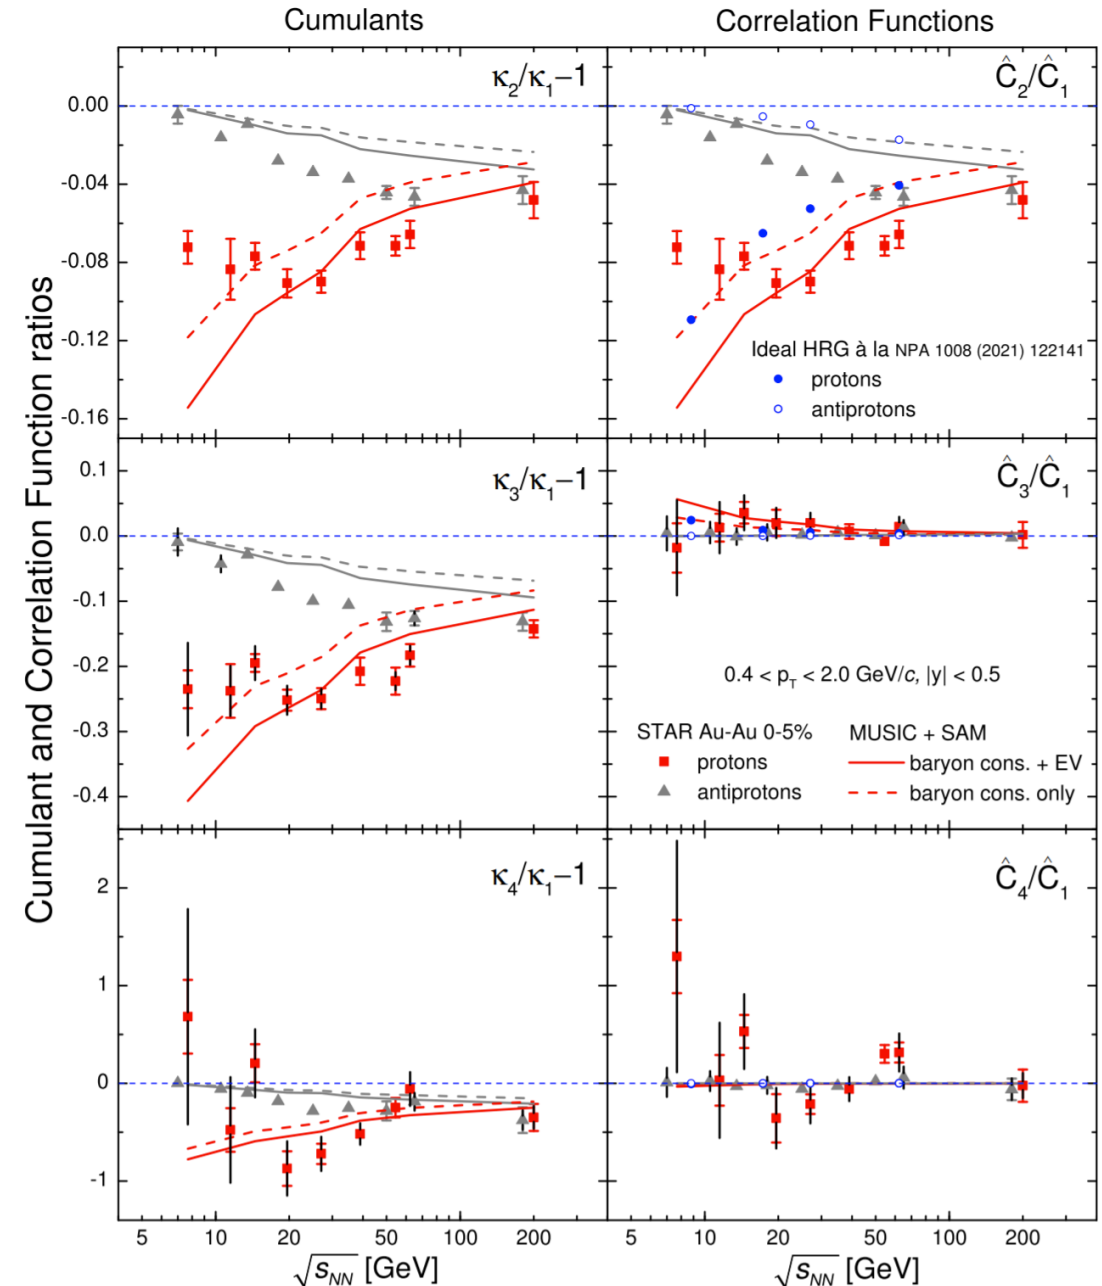 Cumulants
Correlation Functions
Cumulant and Correlation Function ratios
κ₂/κ₁−1
0.00
-0.04
-0.08
-0.12
-0.16
Ĉ₂/Ĉ₁
Ideal HRG à la NPA 1008 (2021) 122141
protons
antiprotons
κ₃/κ₁−1
0.1
0.0
-0.1
-0.2
-0.3
-0.4
Ĉ₃/Ĉ₁
0.4 < p_T < 2.0 GeV/c, |y| < 0.5
STAR Au-Au 0-5%
protons
antiprotons
MUSIC + SAM
baryon cons. + EV
baryon cons. only
κ₄/κ₁−1
2
1
0
-1
Ĉ₄/Ĉ₁
5 10 20 50 100 200
5 10 20 50 100 200
√s_NN [GeV]
√s_NN [GeV]